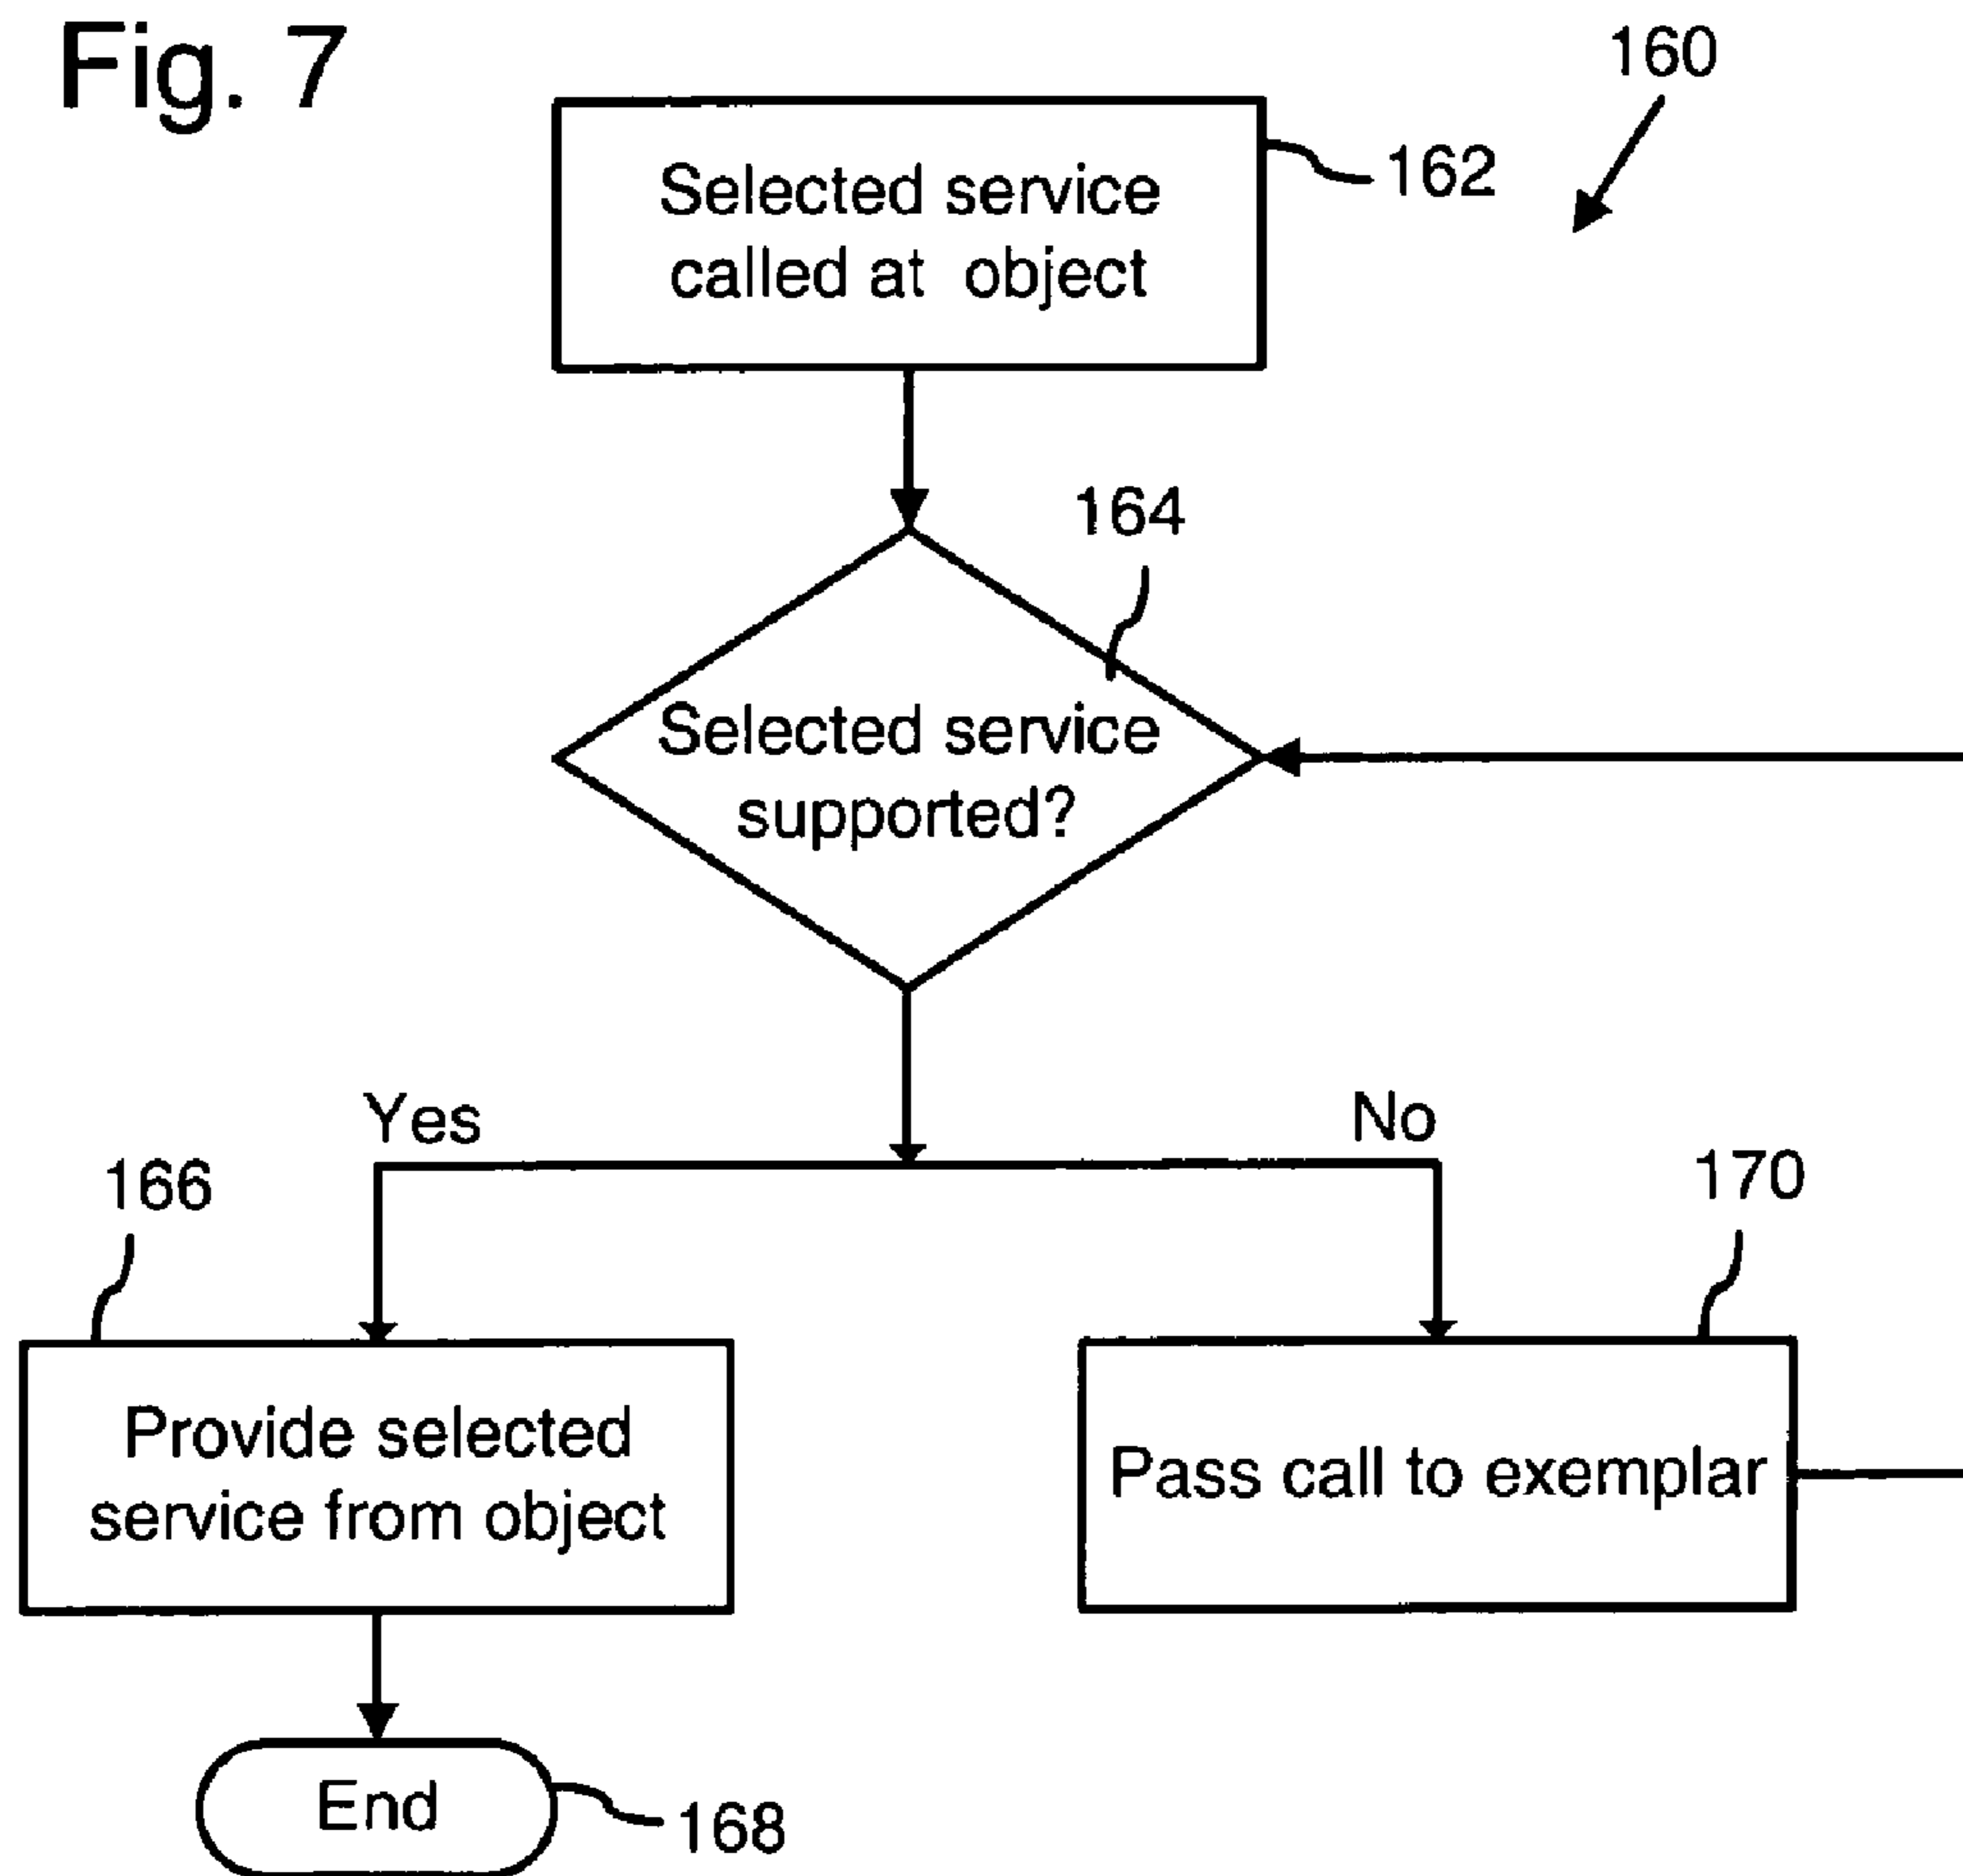 Fig. 7
160
Selected service
called at object
162
164
Selected service
supported?
Yes
No
166
170
Provide selected
service from object
Pass call to exemplar
End
168